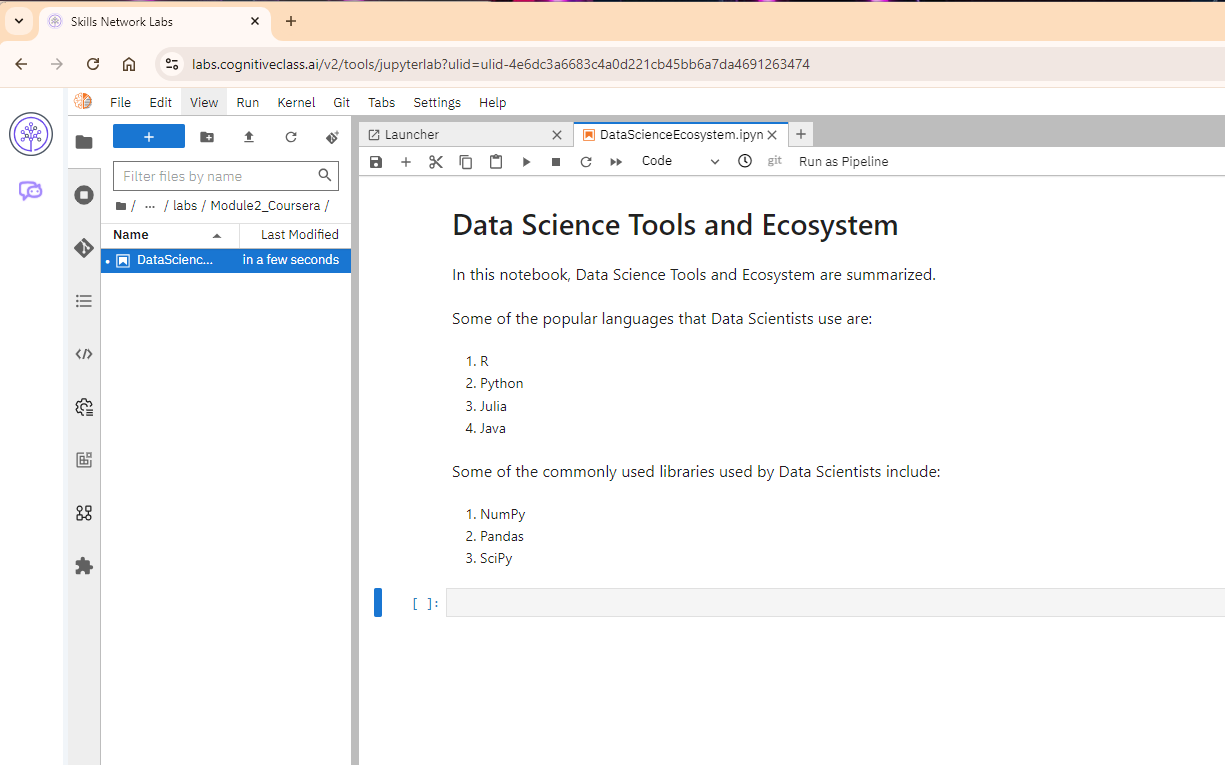 Skills Network Labs
labs.cognitiveclass.ai/v2/tools/jupyterlab?ulid=ulid-4e6dc3a6683c4a0d221cb45bb6a7da4691263474
File Edit View Run Kernel Git Tabs Settings Help
Launcher
DataScienceEcosystem.ipyn
Code
git
Run as Pipeline
Filter files by name
/ ... / labs / Module2_Coursera /
Name Last Modified
DataScienc... in a few seconds
Data Science Tools and Ecosystem
In this notebook, Data Science Tools and Ecosystem are summarized.
Some of the popular languages that Data Scientists use are:
1. R
2. Python
3. Julia
4. Java
Some of the commonly used libraries used by Data Scientists include:
1. NumPy
2. Pandas
3. SciPy
[ ]: